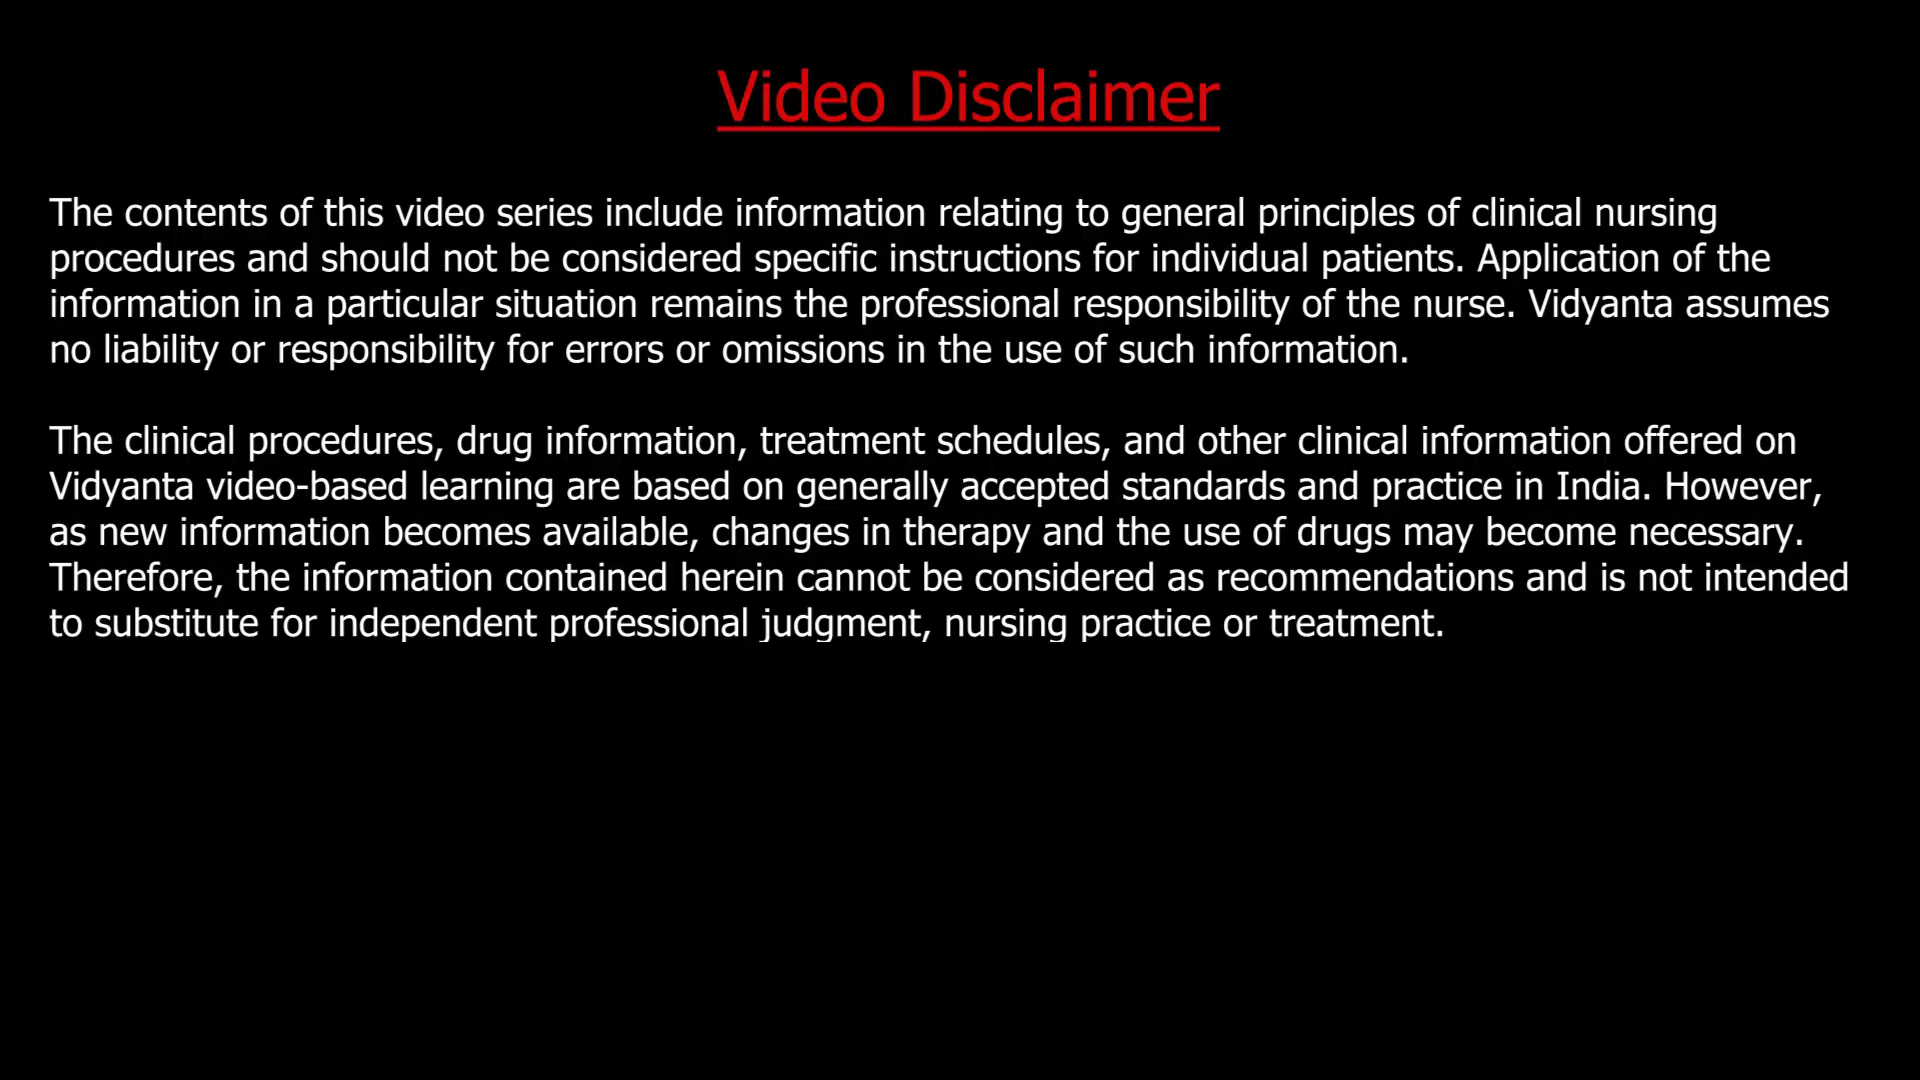 Video Disclaimer
The contents of this video series include information relating to general principles of clinical nursing
procedures and should not be considered specific instructions for individual patients. Application of the
information in a particular situation remains the professional responsibility of the nurse. Vidyanta assumes
no liability or responsibility for errors or omissions in the use of such information.
The clinical procedures, drug information, treatment schedules, and other clinical information offered on
Vidyanta video-based learning are based on generally accepted standards and practice in India. However,
as new information becomes available, changes in therapy and the use of drugs may become necessary.
Therefore, the information contained herein cannot be considered as recommendations and is not intended
to substitute for independent professional judgment, nursing practice or treatment.